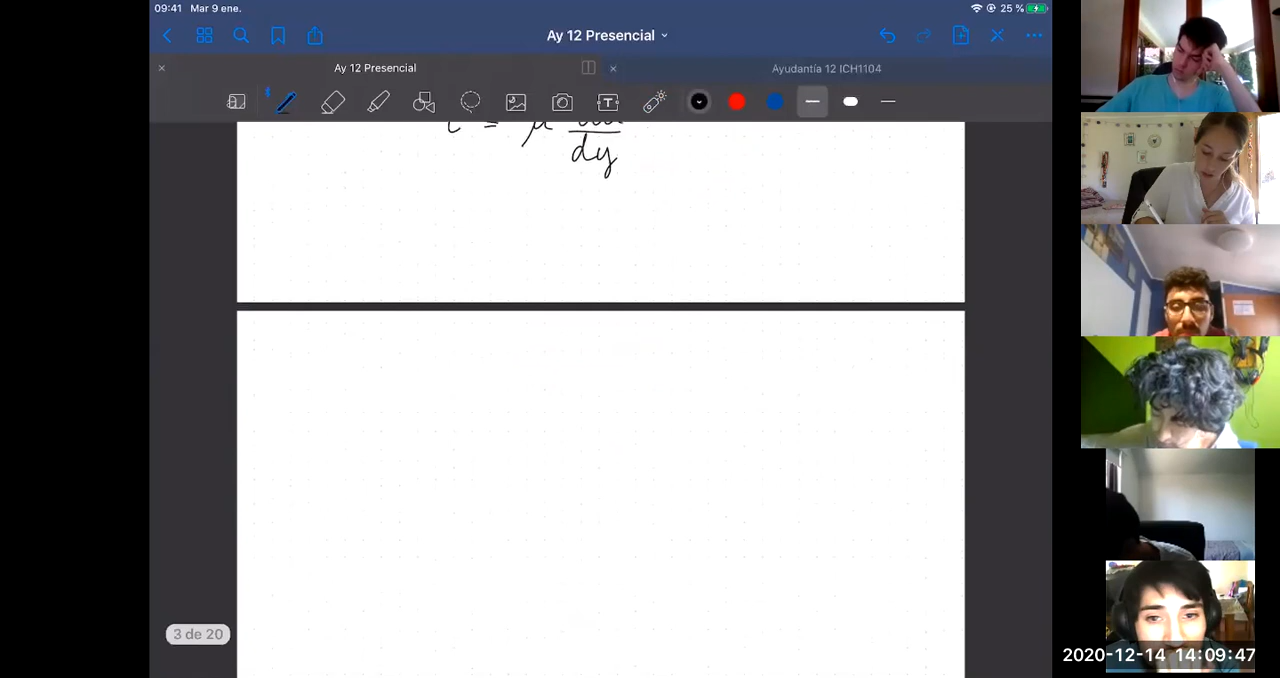 09:41 Mar 9 ene. 25 %
Ay 12 Presencial
Ay 12 Presencial
Ayudantía 12 ICH1104
T
= μ
dy
3 de 20
2020-12-14 14:09:47